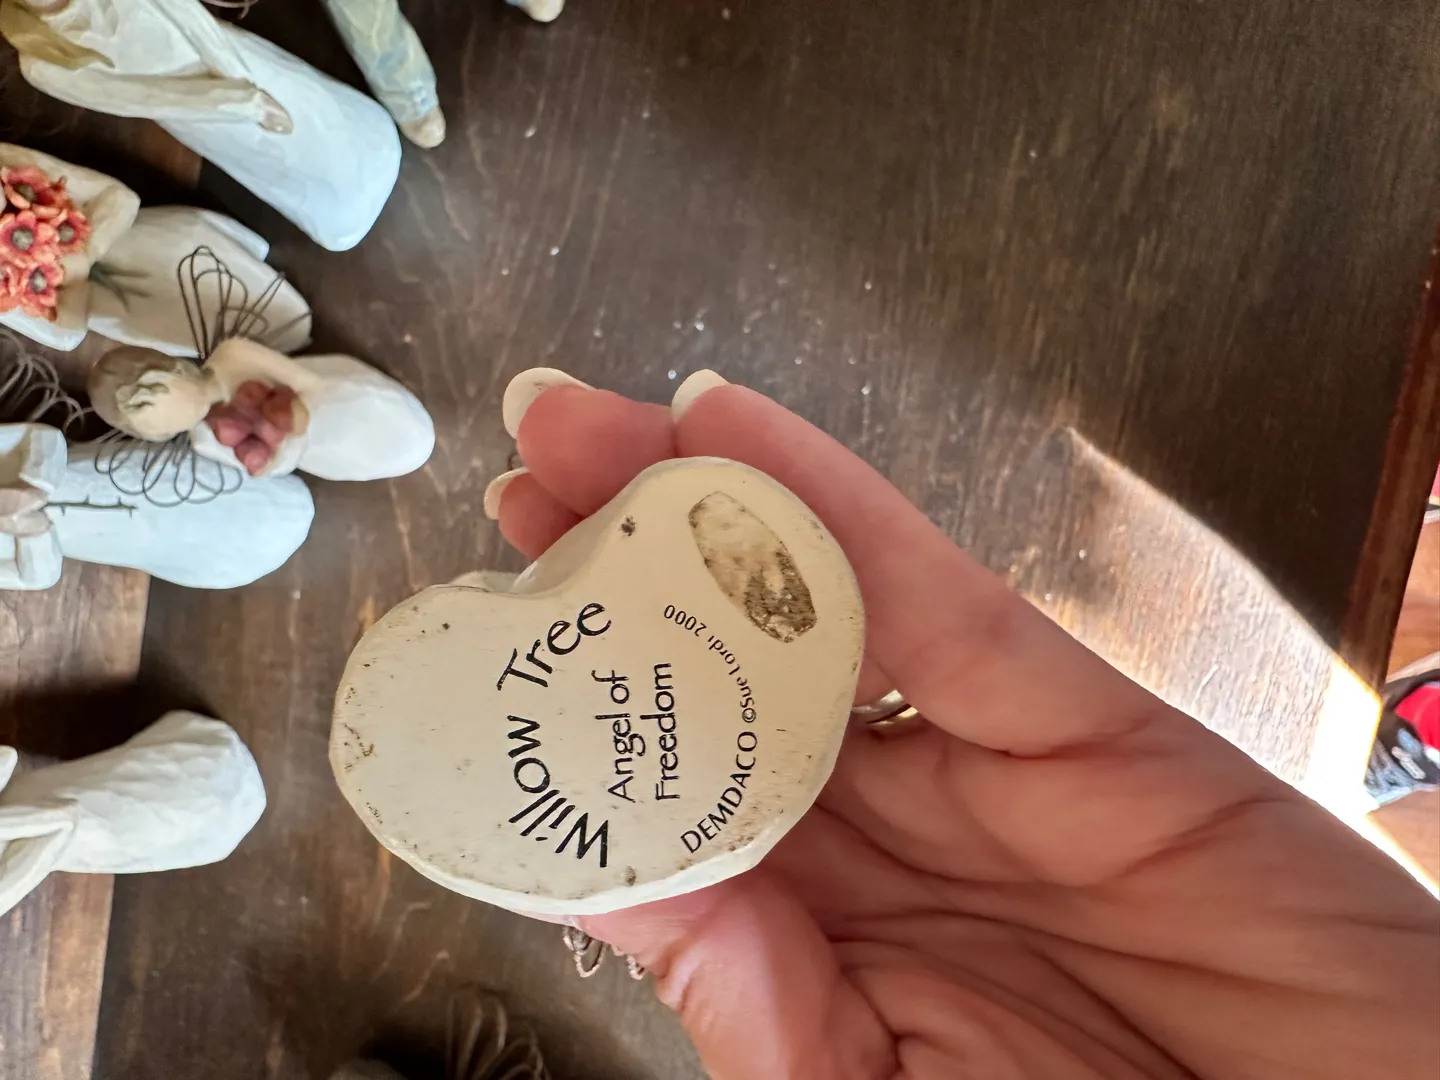 Willow Tree
Angel of
Freedom
DEMDACO ©Susan Lordi 2000